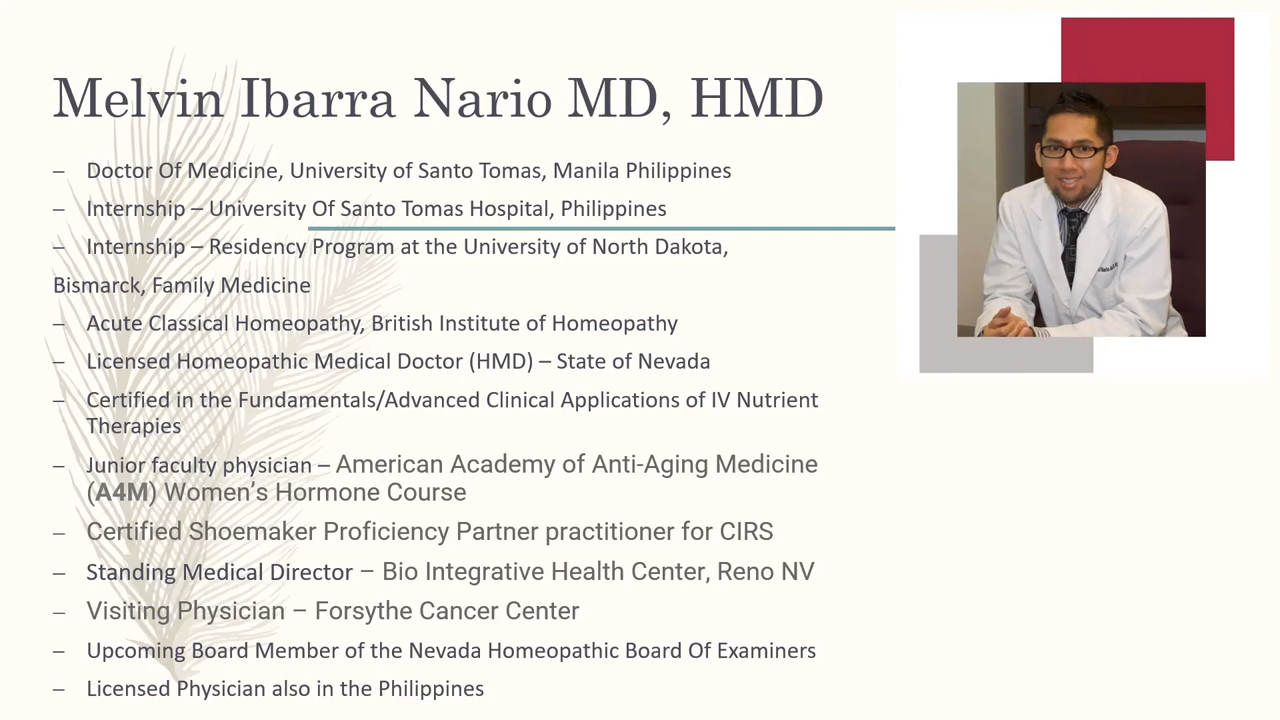 Melvin Ibarra Nario MD, HMD
– Doctor Of Medicine, University of Santo Tomas, Manila Philippines
– Internship – University Of Santo Tomas Hospital, Philippines
– Internship – Residency Program at the University of North Dakota,
Bismarck, Family Medicine
– Acute Classical Homeopathy, British Institute of Homeopathy
– Licensed Homeopathic Medical Doctor (HMD) – State of Nevada
– Certified in the Fundamentals/Advanced Clinical Applications of IV Nutrient
Therapies
– Junior faculty physician – American Academy of Anti-Aging Medicine
(A4M) Women’s Hormone Course
– Certified Shoemaker Proficiency Partner practitioner for CIRS
– Standing Medical Director – Bio Integrative Health Center, Reno NV
– Visiting Physician – Forsythe Cancer Center
– Upcoming Board Member of the Nevada Homeopathic Board Of Examiners
– Licensed Physician also in the Philippines